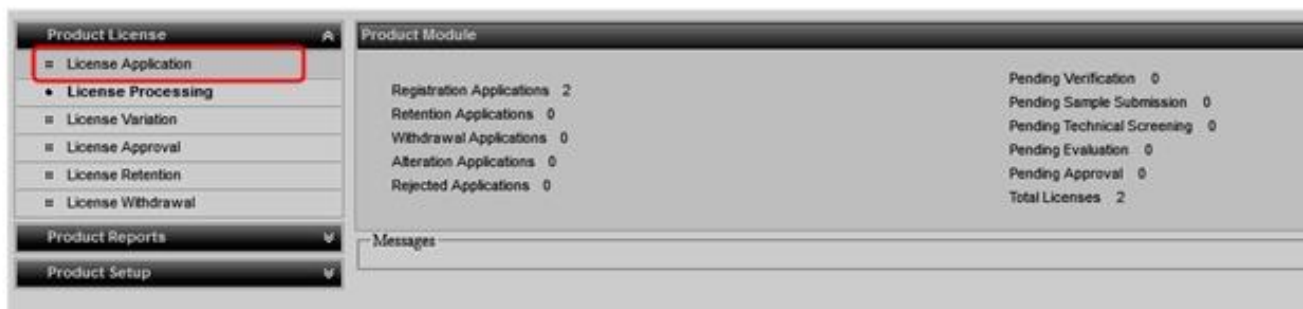 Product License
License Application
License Processing
License Variation
License Approval
License Retention
License Withdrawal
Product Reports
Product Setup
Product Module
Registration Applications 2
Retention Applications 0
Withdrawal Applications 0
Alteration Applications 0
Rejected Applications 0
Pending Verification 0
Pending Sample Submission 0
Pending Technical Screening 0
Pending Evaluation 0
Pending Approval 0
Total Licenses 2
Messages